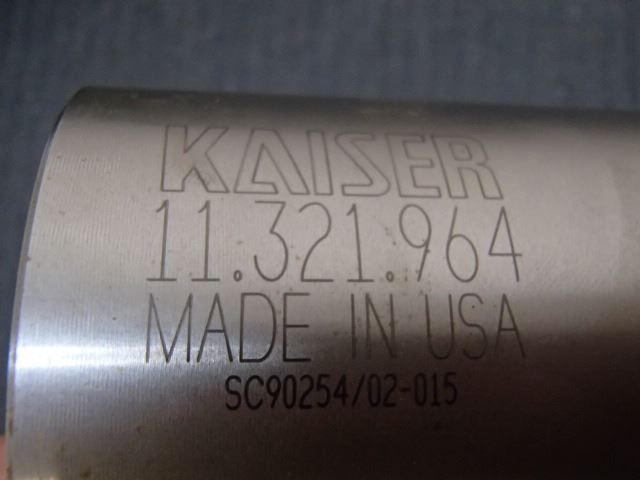 KAISER
11.321.964
MADE IN USA
SC90254/02-015